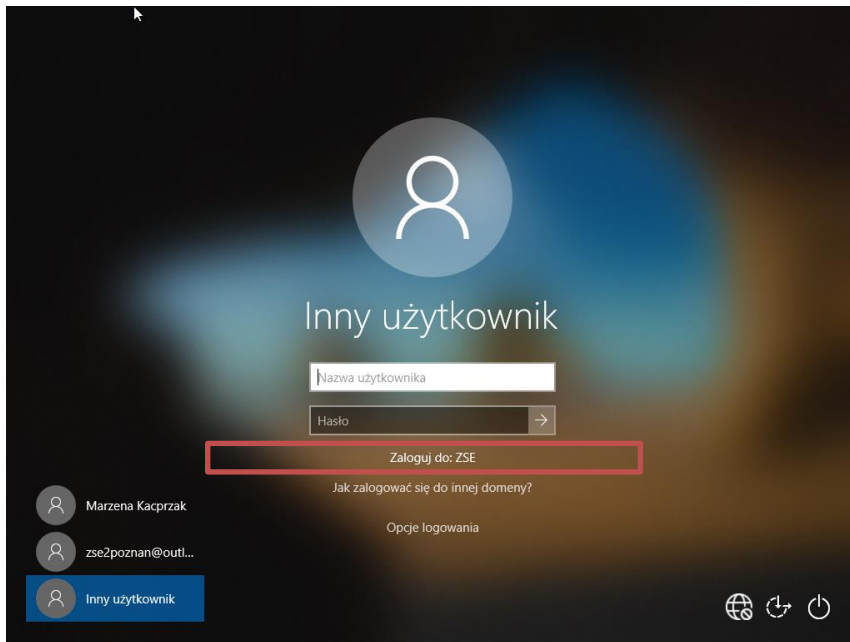 Inny użytkownik
Nazwa użytkownika
Hasło
Zaloguj do: ZSE
Jak zalogować się do innej domeny?
Opcje logowania
Marzena Kacprzak
zse2poznan@outl...
Inny użytkownik